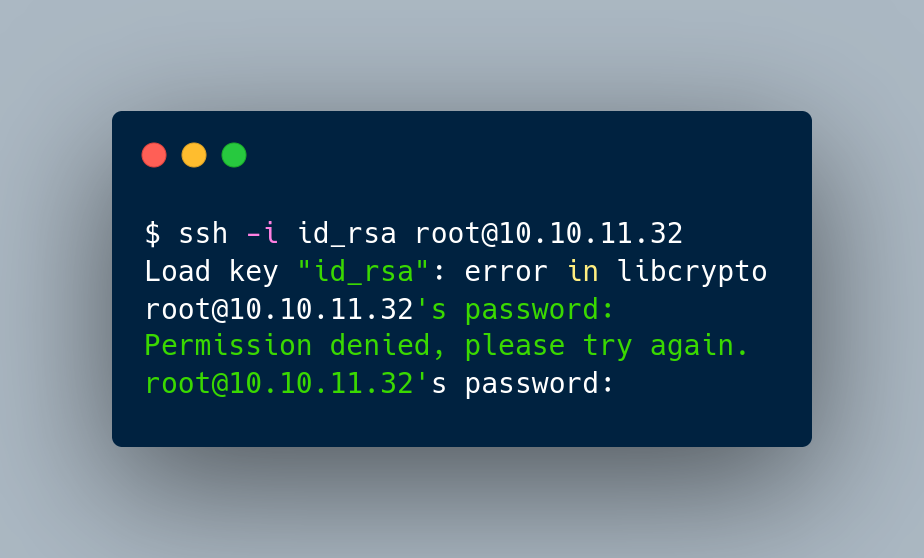 $ ssh -i id_rsa root@10.10.11.32
Load key "id_rsa": error in libcrypto
root@10.10.11.32's password:
Permission denied, please try again.
root@10.10.11.32's password: